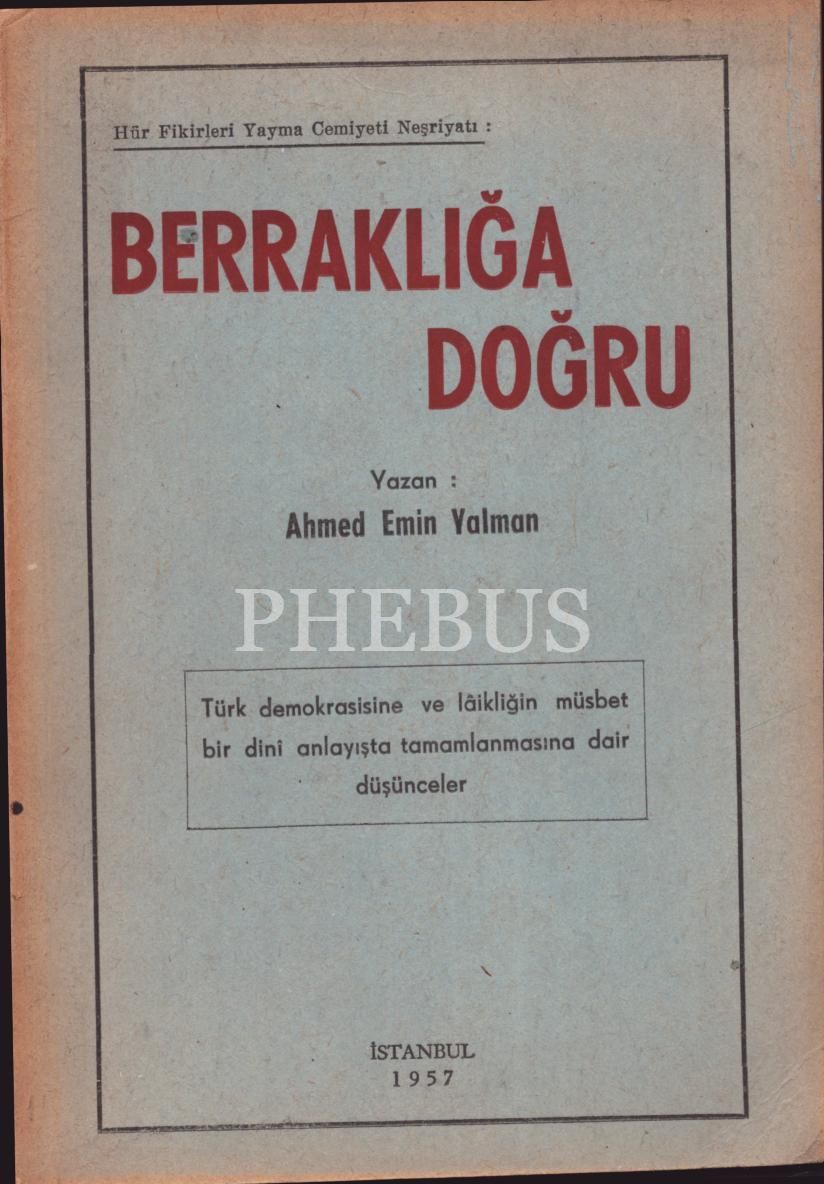 Hür Fikirleri Yayma Cemiyeti Neşriyatı :
BERRAKLIĞA
DOĞRU
Yazan :
Ahmed Emin Yalman
PHEBUS
Türk demokrasisine ve lâikliğin müsbet
bir dinî anlayışta tamamlanmasına dair
düşünceler
İSTANBUL
1957